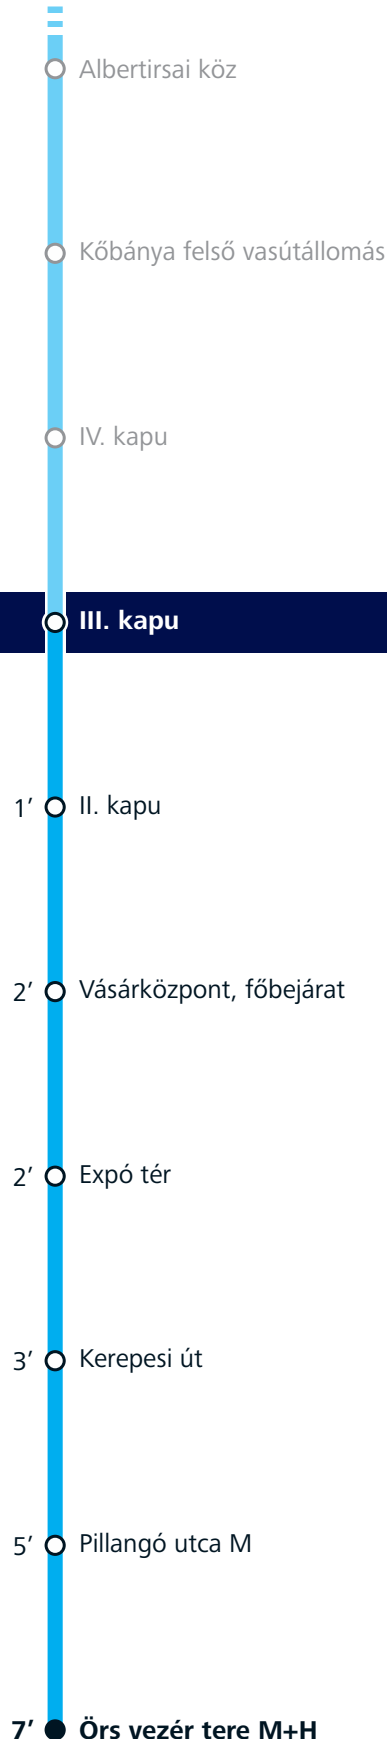 Albertirsai köz
Kőbánya felső vasútállomás
IV. kapu
III. kapu
1’ II. kapu
2’ Vásárközpont, főbejárat
2’ Expó tér
3’ Kerepesi út
5’ Pillangó utca M
7’ Örs vezér tere M+H